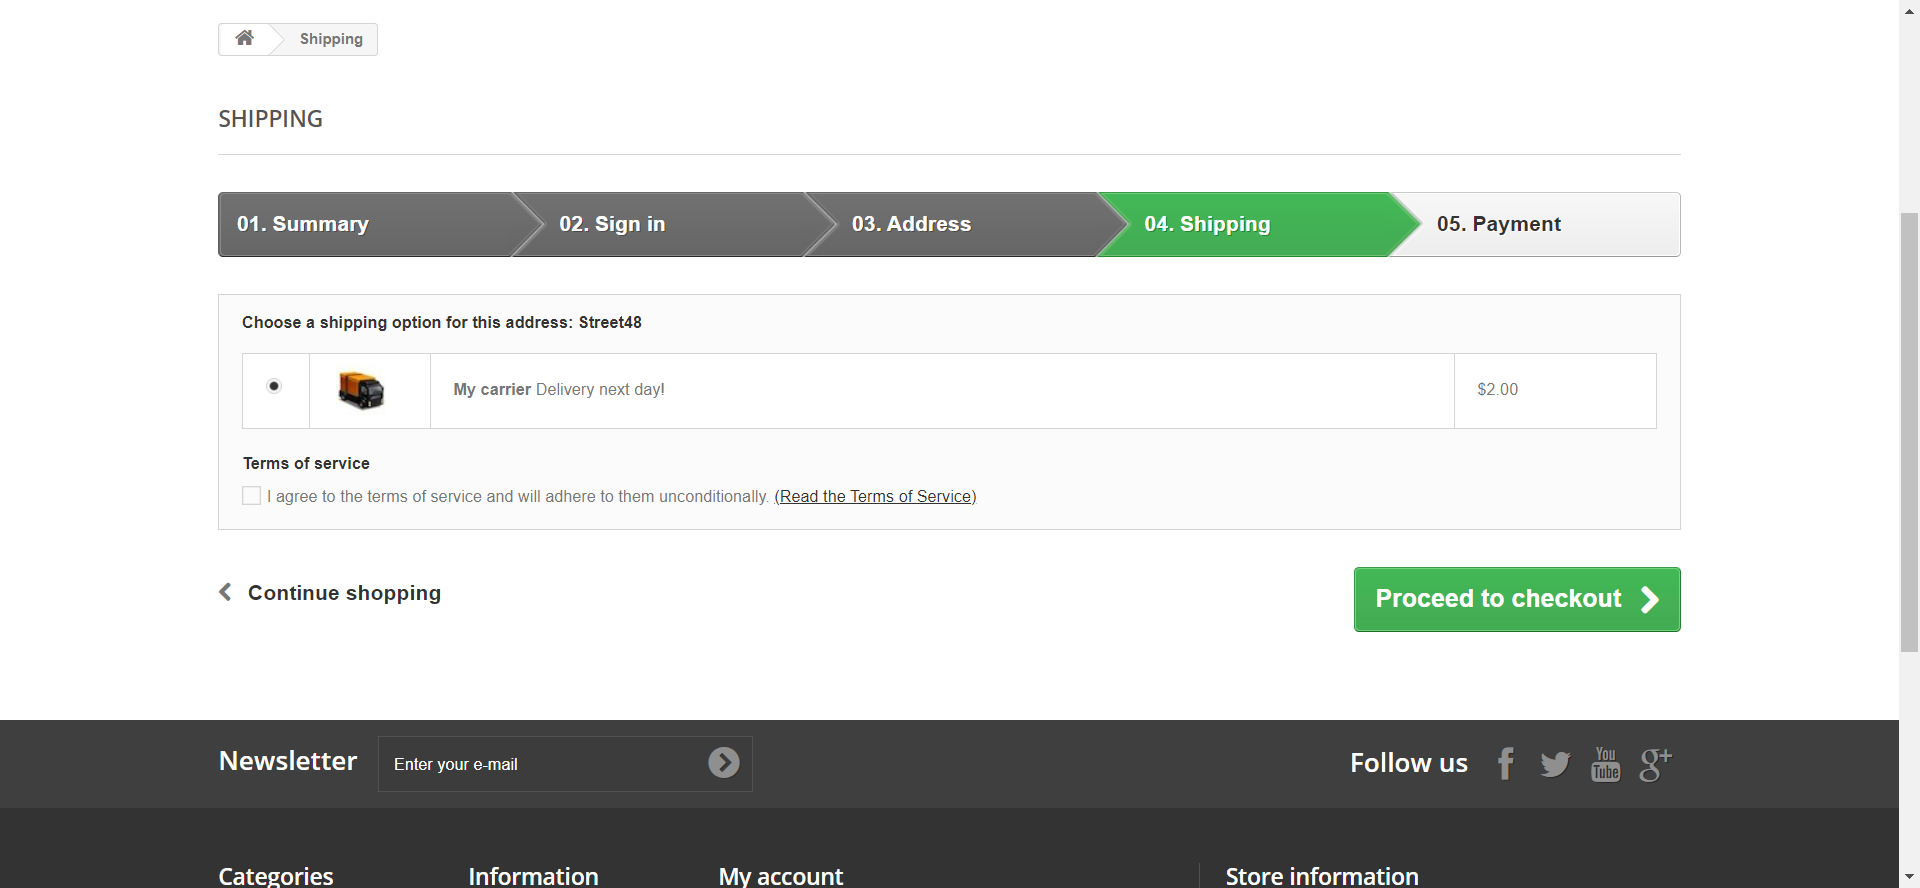 Shipping
SHIPPING
01. Summary
02. Sign in
03. Address
04. Shipping
05. Payment
Choose a shipping option for this address: Street48
My carrier Delivery next day!
$2.00
Terms of service
I agree to the terms of service and will adhere to them unconditionally. (Read the Terms of Service)
Continue shopping
Proceed to checkout
Newsletter
Enter your e-mail
Follow us
You
Tube
g+
Categories
Information
My account
Store information